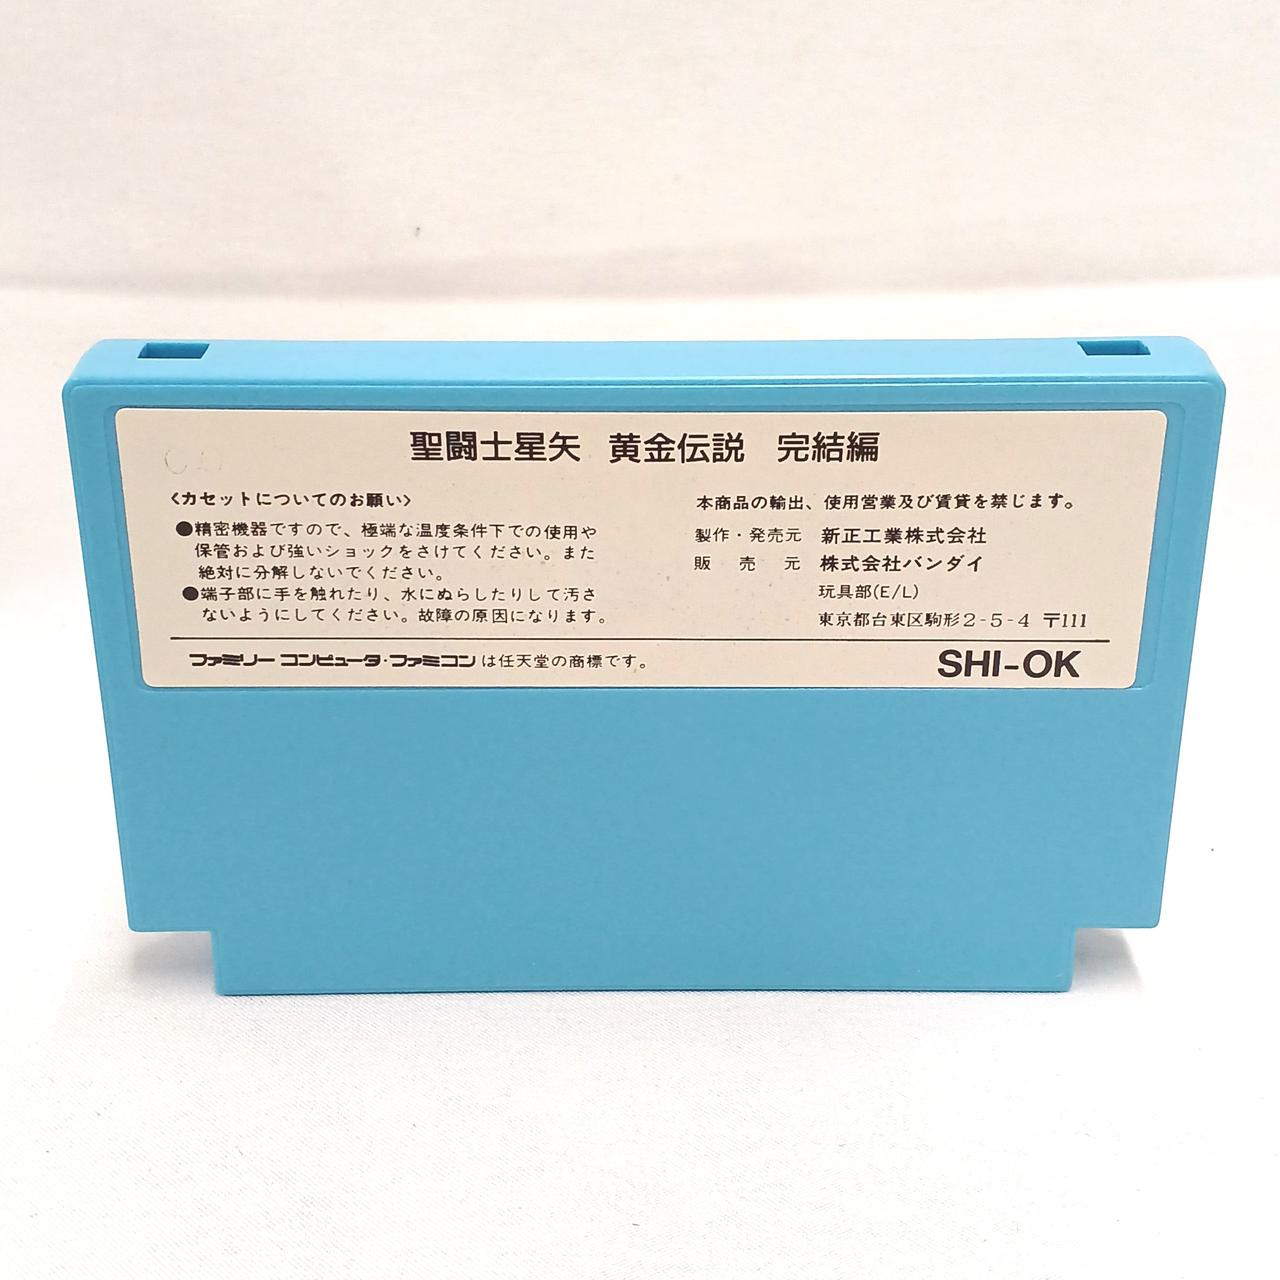 聖闘士星矢 黄金伝説 完結編
〈カセットについてのお願い〉
●精密機器ですので、極端な温度条件下での使用や
保管および強いショックをさけてください。また
絶対に分解しないでください。
●端子部に手を触れたり、水にぬらしたりして汚さ
ないようにしてください。故障の原因になります。
本商品の輸出、使用営業及び賃貸を禁じます。
製作・発売元 新正工業株式会社
販売元 株式会社バンダイ
玩具部(E/L)
東京都台東区駒形2-5-4 〒111
ファミリーコンピュータ・ファミコンは任天堂の商標です。
SHI-OK